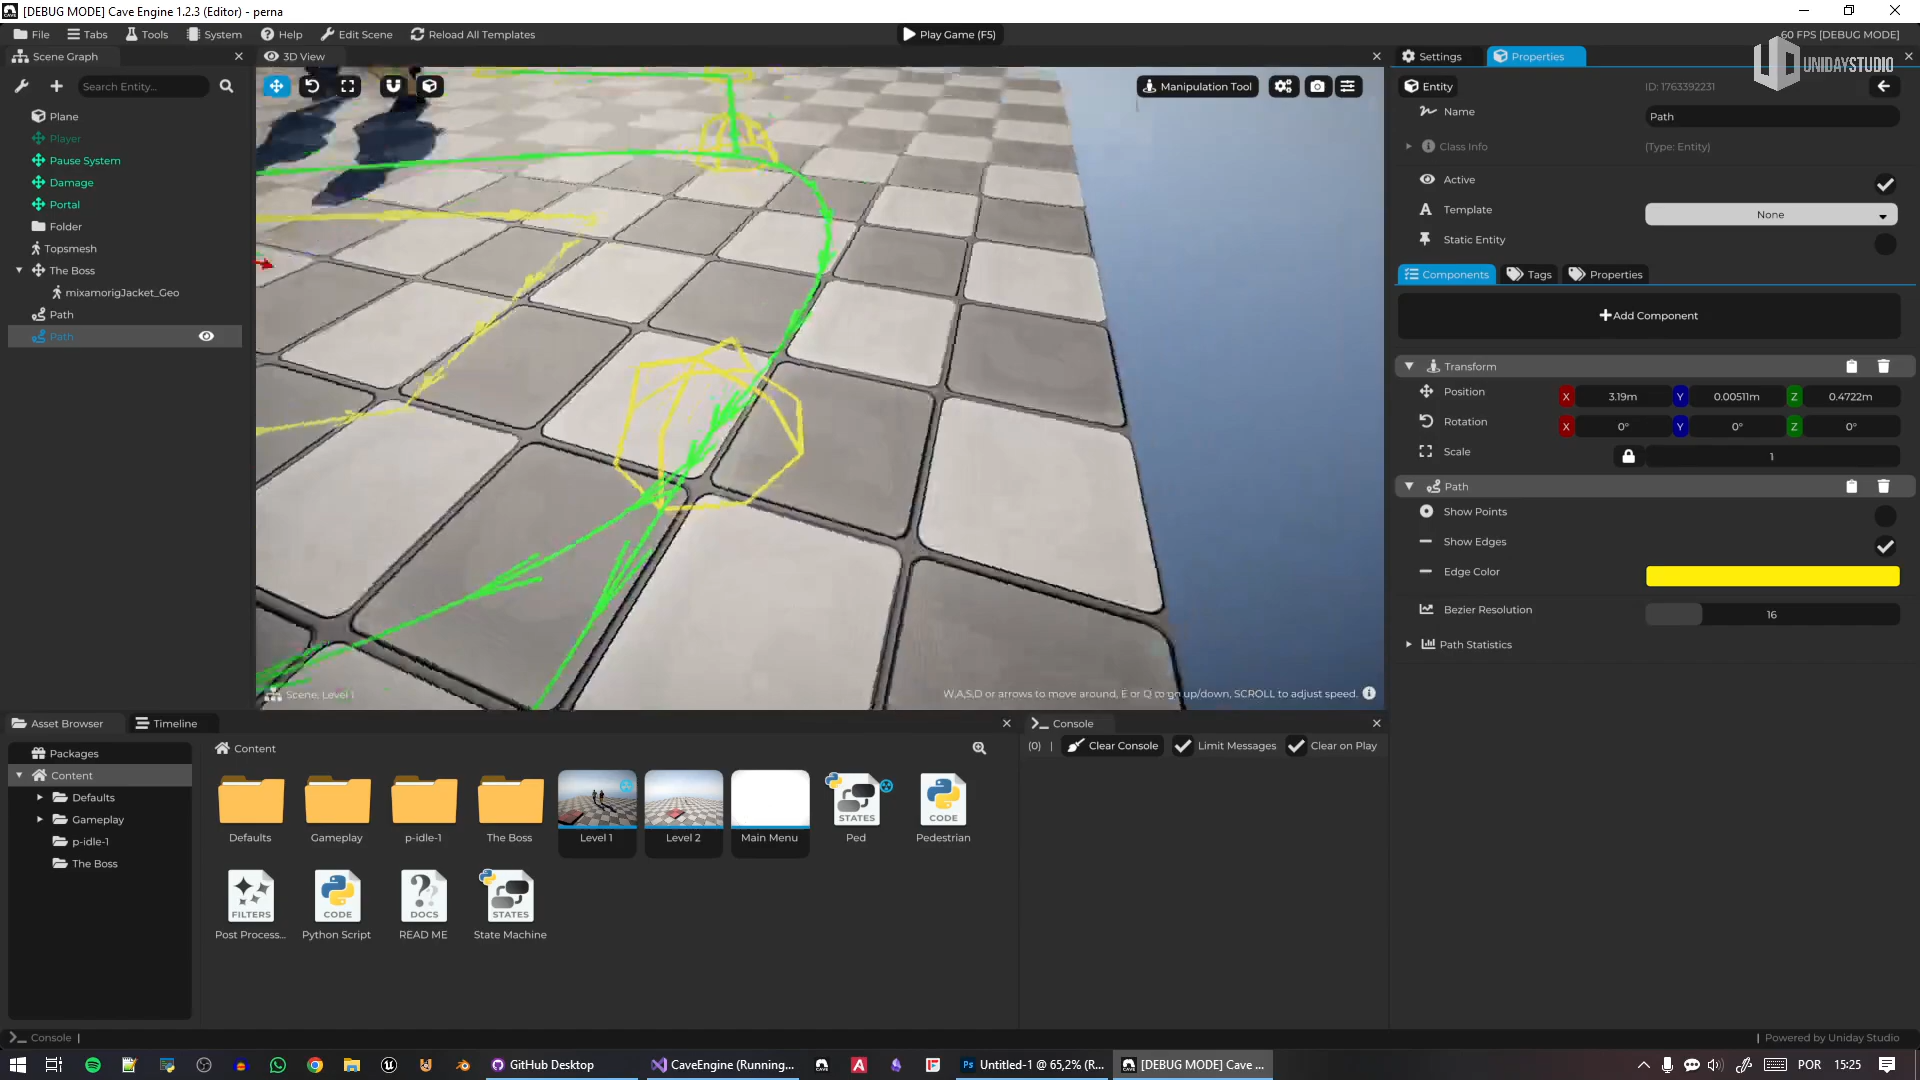 [DEBUG MODE] Cave Engine 1.2.3 (Editor) - perna
File
Tabs
Tools
System
Help
Edit Scene
Reload All Templates
Play Game (F5)
60 FPS [DEBUG MODE]
UNIDAYSTUDIO
Scene Graph
Search Entity...
Plane
Player
Pause System
Damage
Portal
Folder
Topsmesh
The Boss
mixamorigJacket_Geo
Path
Path
3D View
Manipulation Tool
Scene, Level 1
W,A,S,D or arrows to move around, E or Q to go up/down, SCROLL to adjust speed.
Settings
Properties
Entity
ID: 1763392231
Name
Path
Class Info
(Type: Entity)
Active
Template
None
Static Entity
Components
Tags
Properties
Add Component
Transform
Position
X 3.19m Y 0.00511m Z 0.4722m
Rotation
X 0° Y 0° Z 0°
Scale
1
Path
Show Points
Show Edges
Edge Color
Bezier Resolution
16
Path Statistics
Asset Browser
Timeline
Packages
Content
Defaults
Gameplay
p-idle-1
The Boss
Content
Defaults
Gameplay
p-idle-1
The Boss
Level 1
Level 2
Main Menu
STATES
Ped
CODE
Pedestrian
FILTERS
Post Process...
CODE
Python Script
DOCS
READ ME
STATES
State Machine
Console
(0) |
Clear Console
Limit Messages
Clear on Play
Console |
| Powered by Uniday Studio
GitHub Desktop
CaveEngine (Running...
Untitled-1 @ 65,2% (R...
[DEBUG MODE] Cave ...
POR
15:25